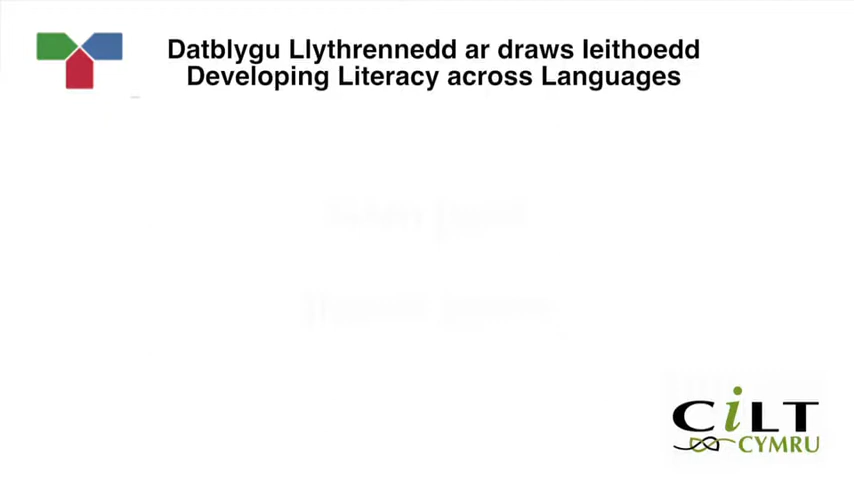 Datblygu Llythrennedd ar draws Ieithoedd
Developing Literacy across Languages
CiLT
CYMRU